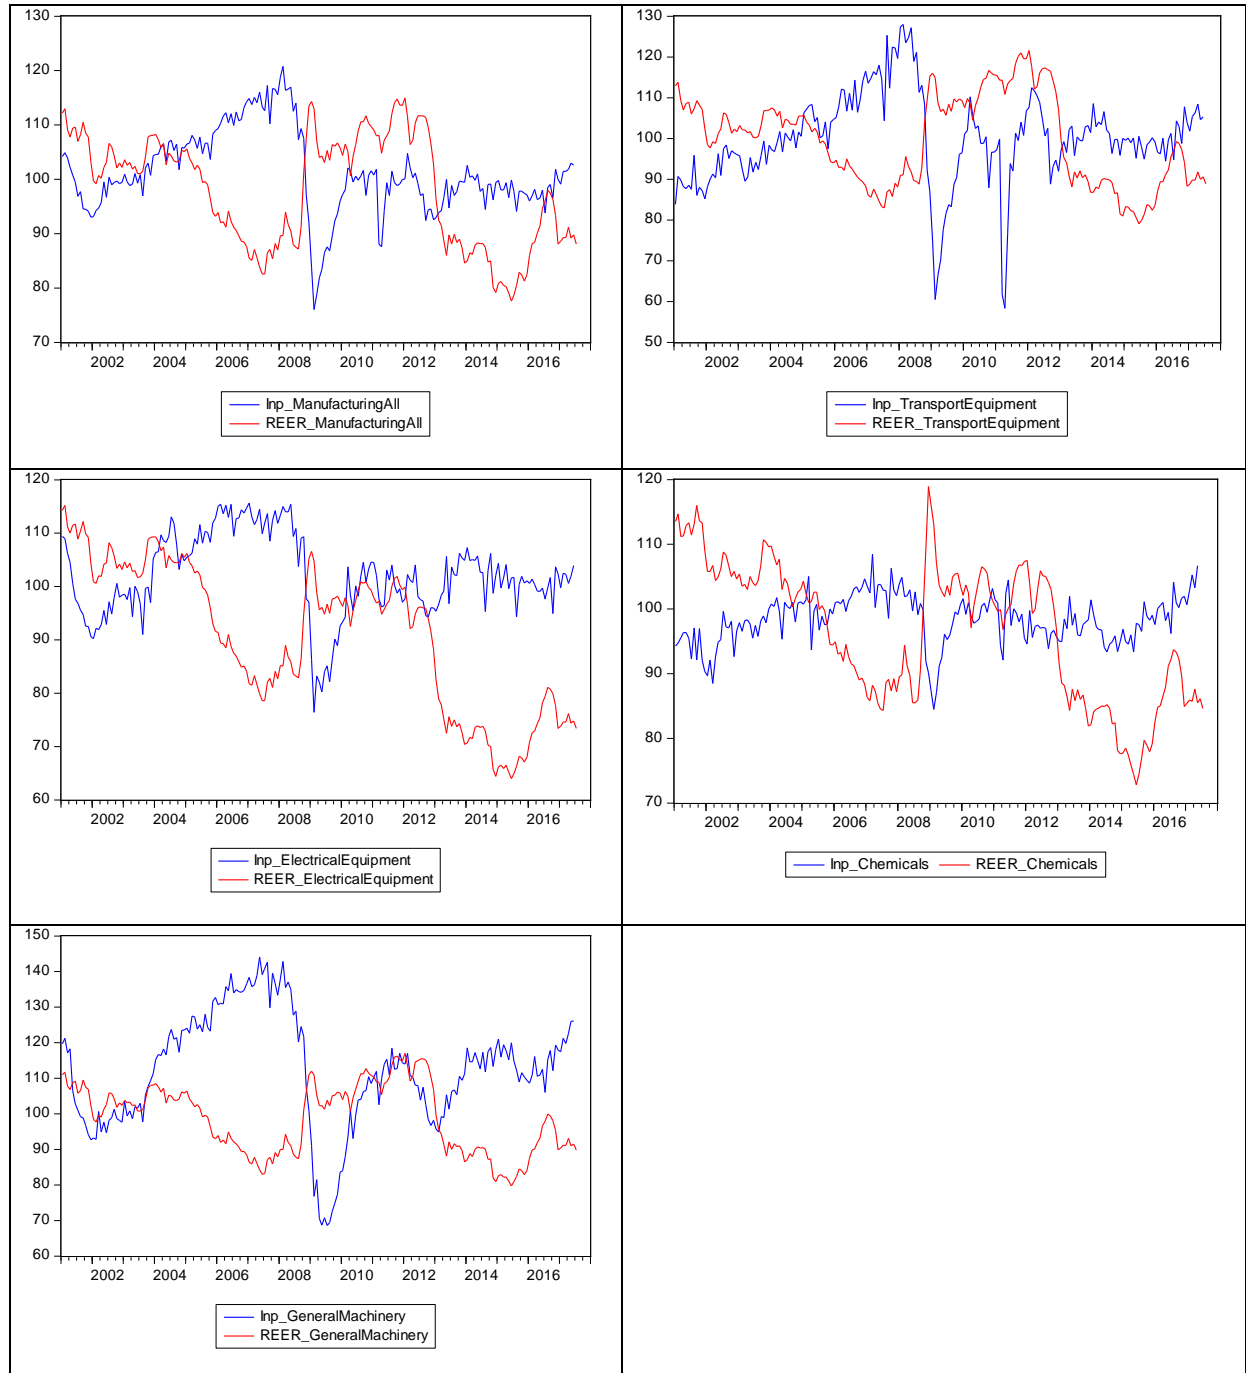 130
120
110
100
90
80
70
2002 2004 2006 2008 2010 2012 2014 2016
Inp_ManufacturingAll
REER_ManufacturingAll
130
120
110
100
90
80
70
60
50
2002 2004 2006 2008 2010 2012 2014 2016
Inp_TransportEquipment
REER_TransportEquipment
120
110
100
90
80
70
60
2002 2004 2006 2008 2010 2012 2014 2016
Inp_ElectricalEquipment
REER_ElectricalEquipment
120
110
100
90
80
70
2002 2004 2006 2008 2010 2012 2014 2016
Inp_Chemicals REER_Chemicals
150
140
130
120
110
100
90
80
70
60
2002 2004 2006 2008 2010 2012 2014 2016
Inp_GeneralMachinery
REER_GeneralMachinery